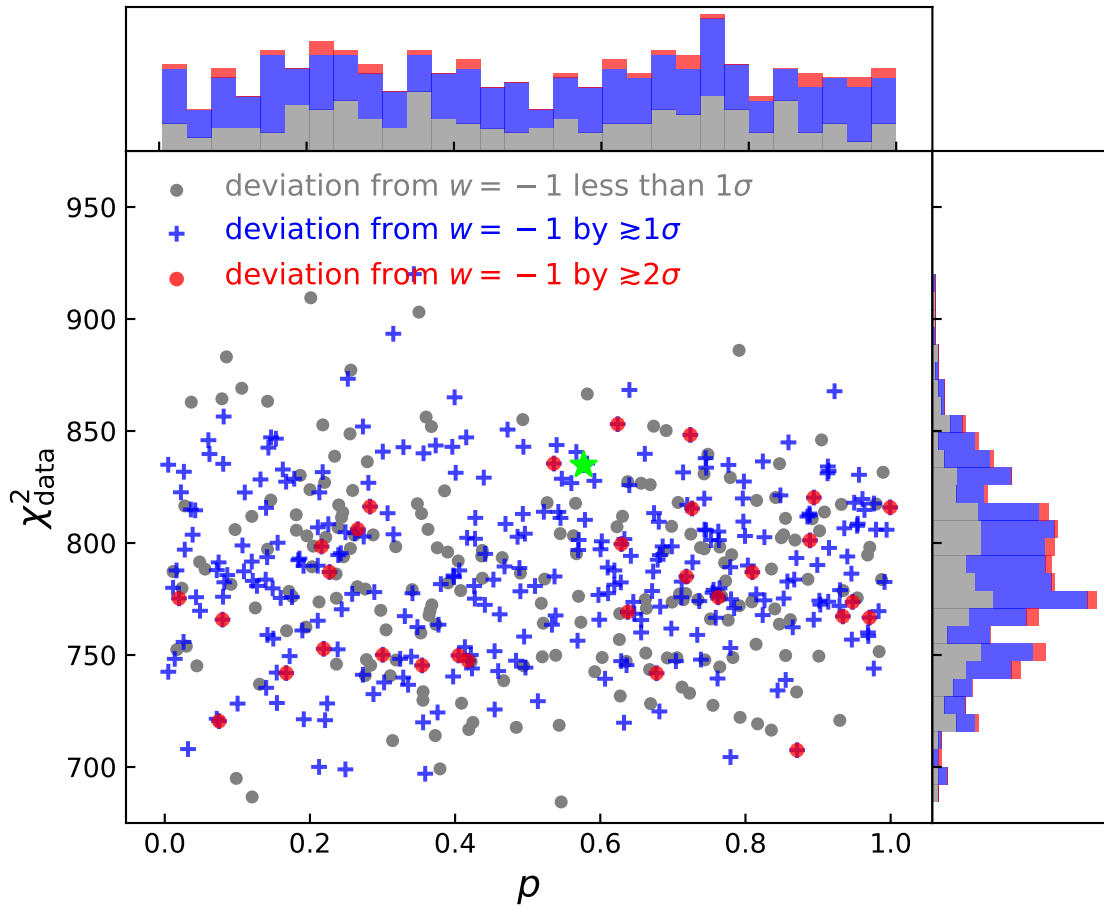 deviation from w = − 1 less than 1σ
deviation from w = − 1 by ≳1σ
deviation from w = − 1 by ≳2σ
950
900
850
800
750
700
χ²data
0.0 0.2 0.4 0.6 0.8 1.0
p